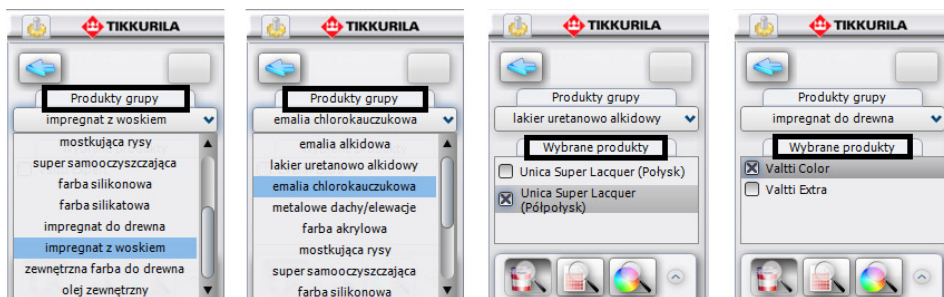 TIKKURILA
Produkty grupy
impregnat z woskiem
mostkująca rysy
super samooczyszczająca
farba silikonowa
farba silikatowa
impregnat do drewna
impregnat z woskiem
zewnętrzna farba do drewna
olej zewnętrzny
TIKKURILA
Produkty grupy
emalia chlorokauczukowa
emalia alkidowa
lakier uretanowo alkidowy
emalia chlorokauczukowa
metalowe dachy/elewacje
farba akrylowa
mostkująca rysy
super samooczyszczająca
farba silikonowa
TIKKURILA
Produkty grupy
lakier uretanowo alkidowy
Wybrane produkty
Unica Super Lacquer (Połysk)
Unica Super Lacquer
(Półpołysk)
TIKKURILA
Produkty grupy
impregnat do drewna
Wybrane produkty
Valtti Color
Valtti Extra